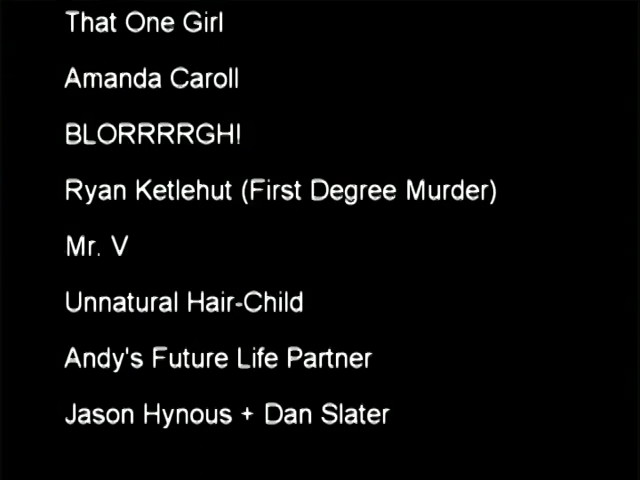 That One Girl
Amanda Caroll
BLORRRRGH!
Ryan Ketlehut (First Degree Murder)
Mr. V
Unnatural Hair-Child
Andy's Future Life Partner
Jason Hynous + Dan Slater